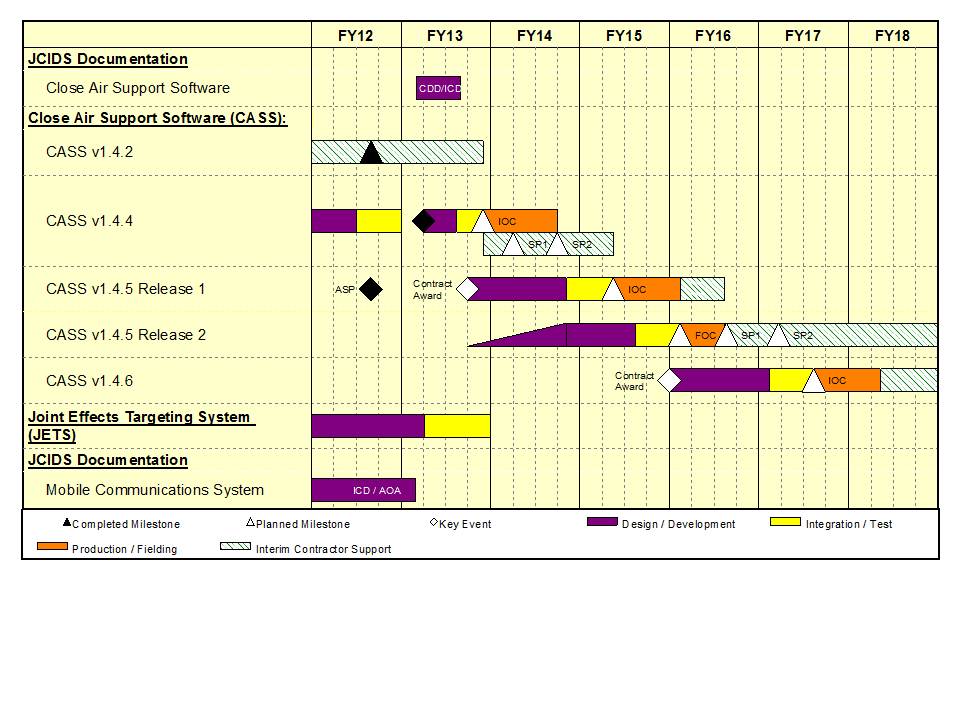 FY12 FY13 FY14 FY15 FY16 FY17 FY18
JCIDS Documentation
Close Air Support Software
CDD/ICD
Close Air Support Software (CASS):
CASS v1.4.2
CASS v1.4.4
IOC
SP1 SP2
CASS v1.4.5 Release 1
ASP
Contract
Award
IOC
CASS v1.4.5 Release 2
FOC SP1 SP2
CASS v1.4.6
Contract
Award
IOC
Joint Effects Targeting System
(JETS)
JCIDS Documentation
Mobile Communications System
ICD / AOA
Completed Milestone Planned Milestone Key Event Design / Development Integration / Test
Production / Fielding Interim Contractor Support